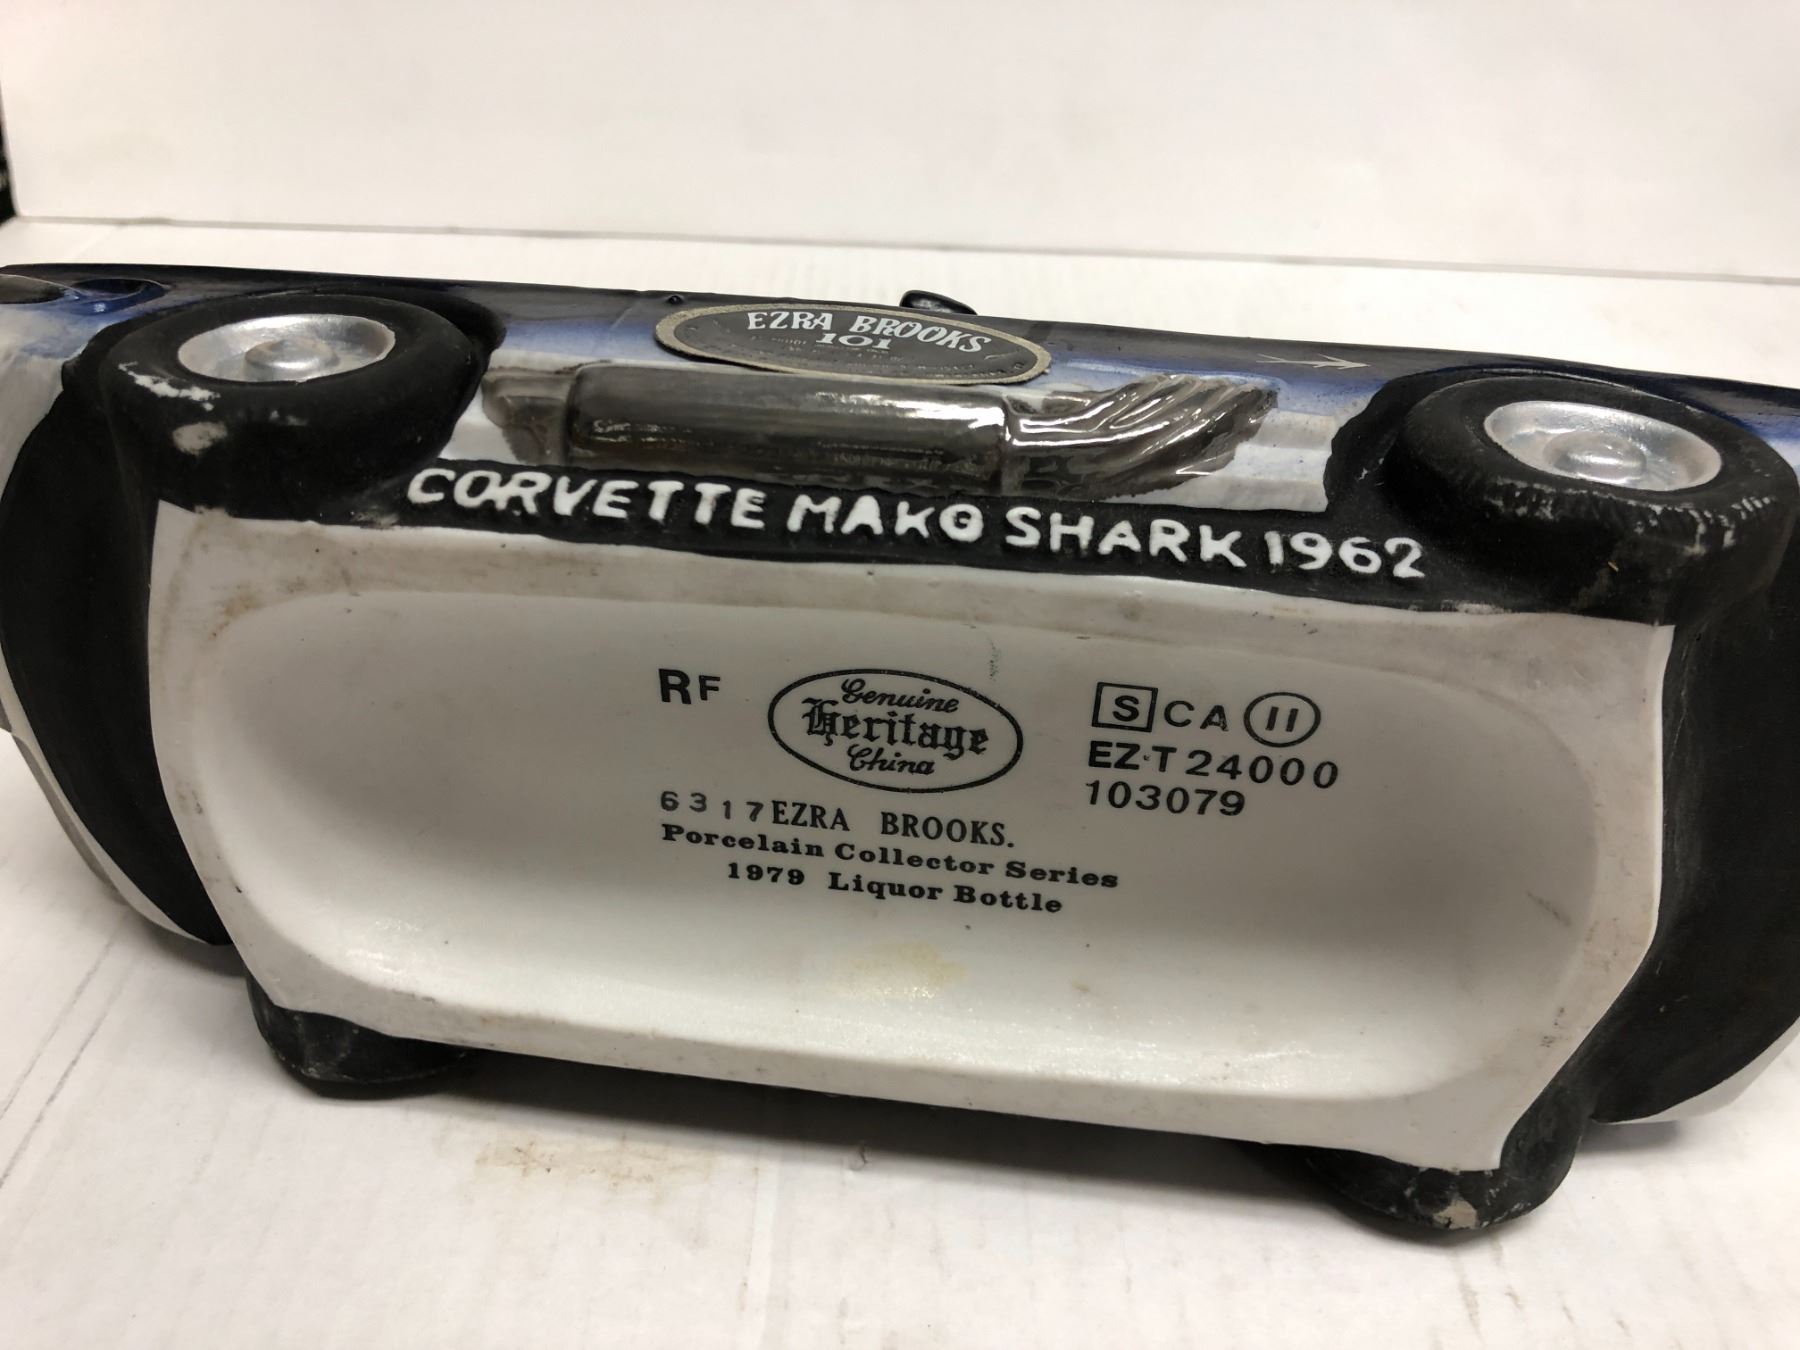 EZRA BROOKS
101
CORVETTE MAKO SHARK 1962
RF
Genuine
Heritage
China
S CA II
EZ-T 24000
103079
6317 EZRA BROOKS.
Porcelain Collector Series
1979 Liquor Bottle